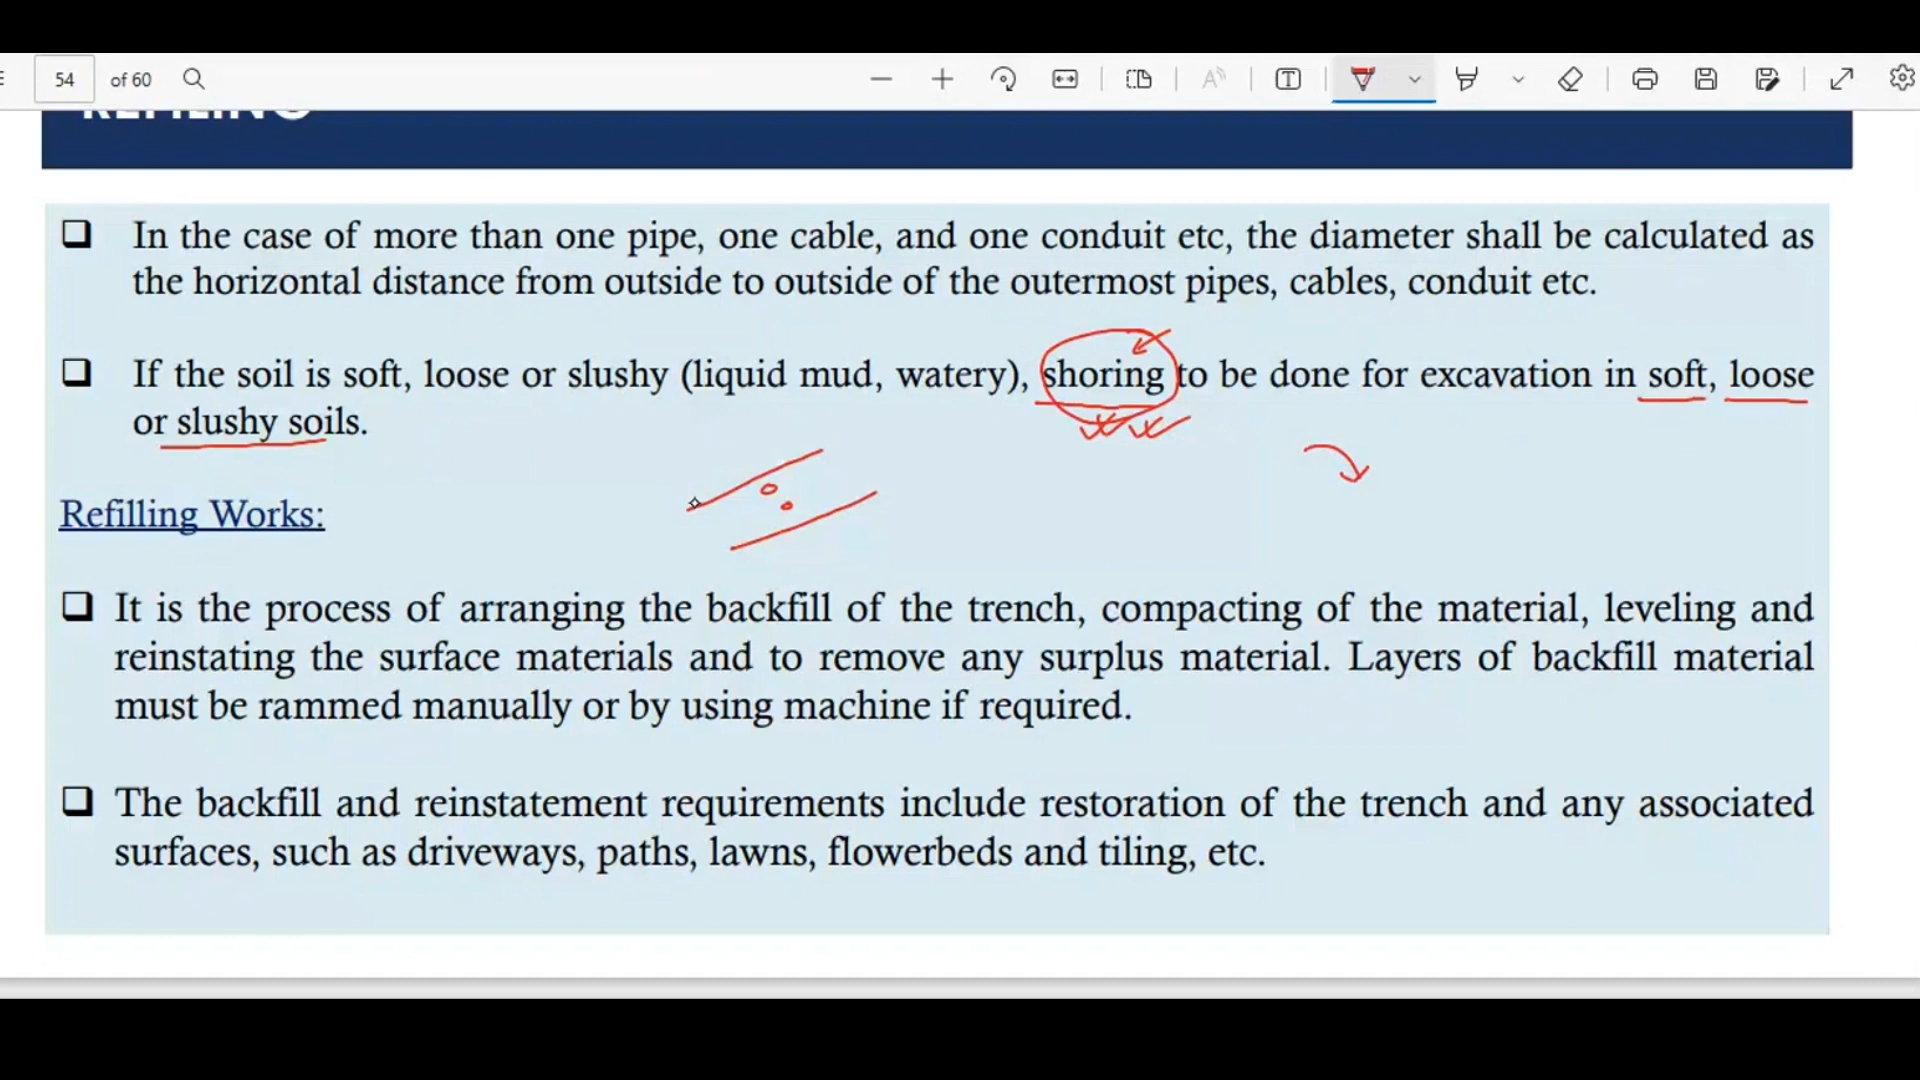 54 of 60
In the case of more than one pipe, one cable, and one conduit etc, the diameter shall be calculated as
the horizontal distance from outside to outside of the outermost pipes, cables, conduit etc.
If the soil is soft, loose or slushy (liquid mud, watery), shoring to be done for excavation in soft, loose
or slushy soils.
Refilling Works:
It is the process of arranging the backfill of the trench, compacting of the material, leveling and
reinstating the surface materials and to remove any surplus material. Layers of backfill material
must be rammed manually or by using machine if required.
The backfill and reinstatement requirements include restoration of the trench and any associated
surfaces, such as driveways, paths, lawns, flowerbeds and tiling, etc.